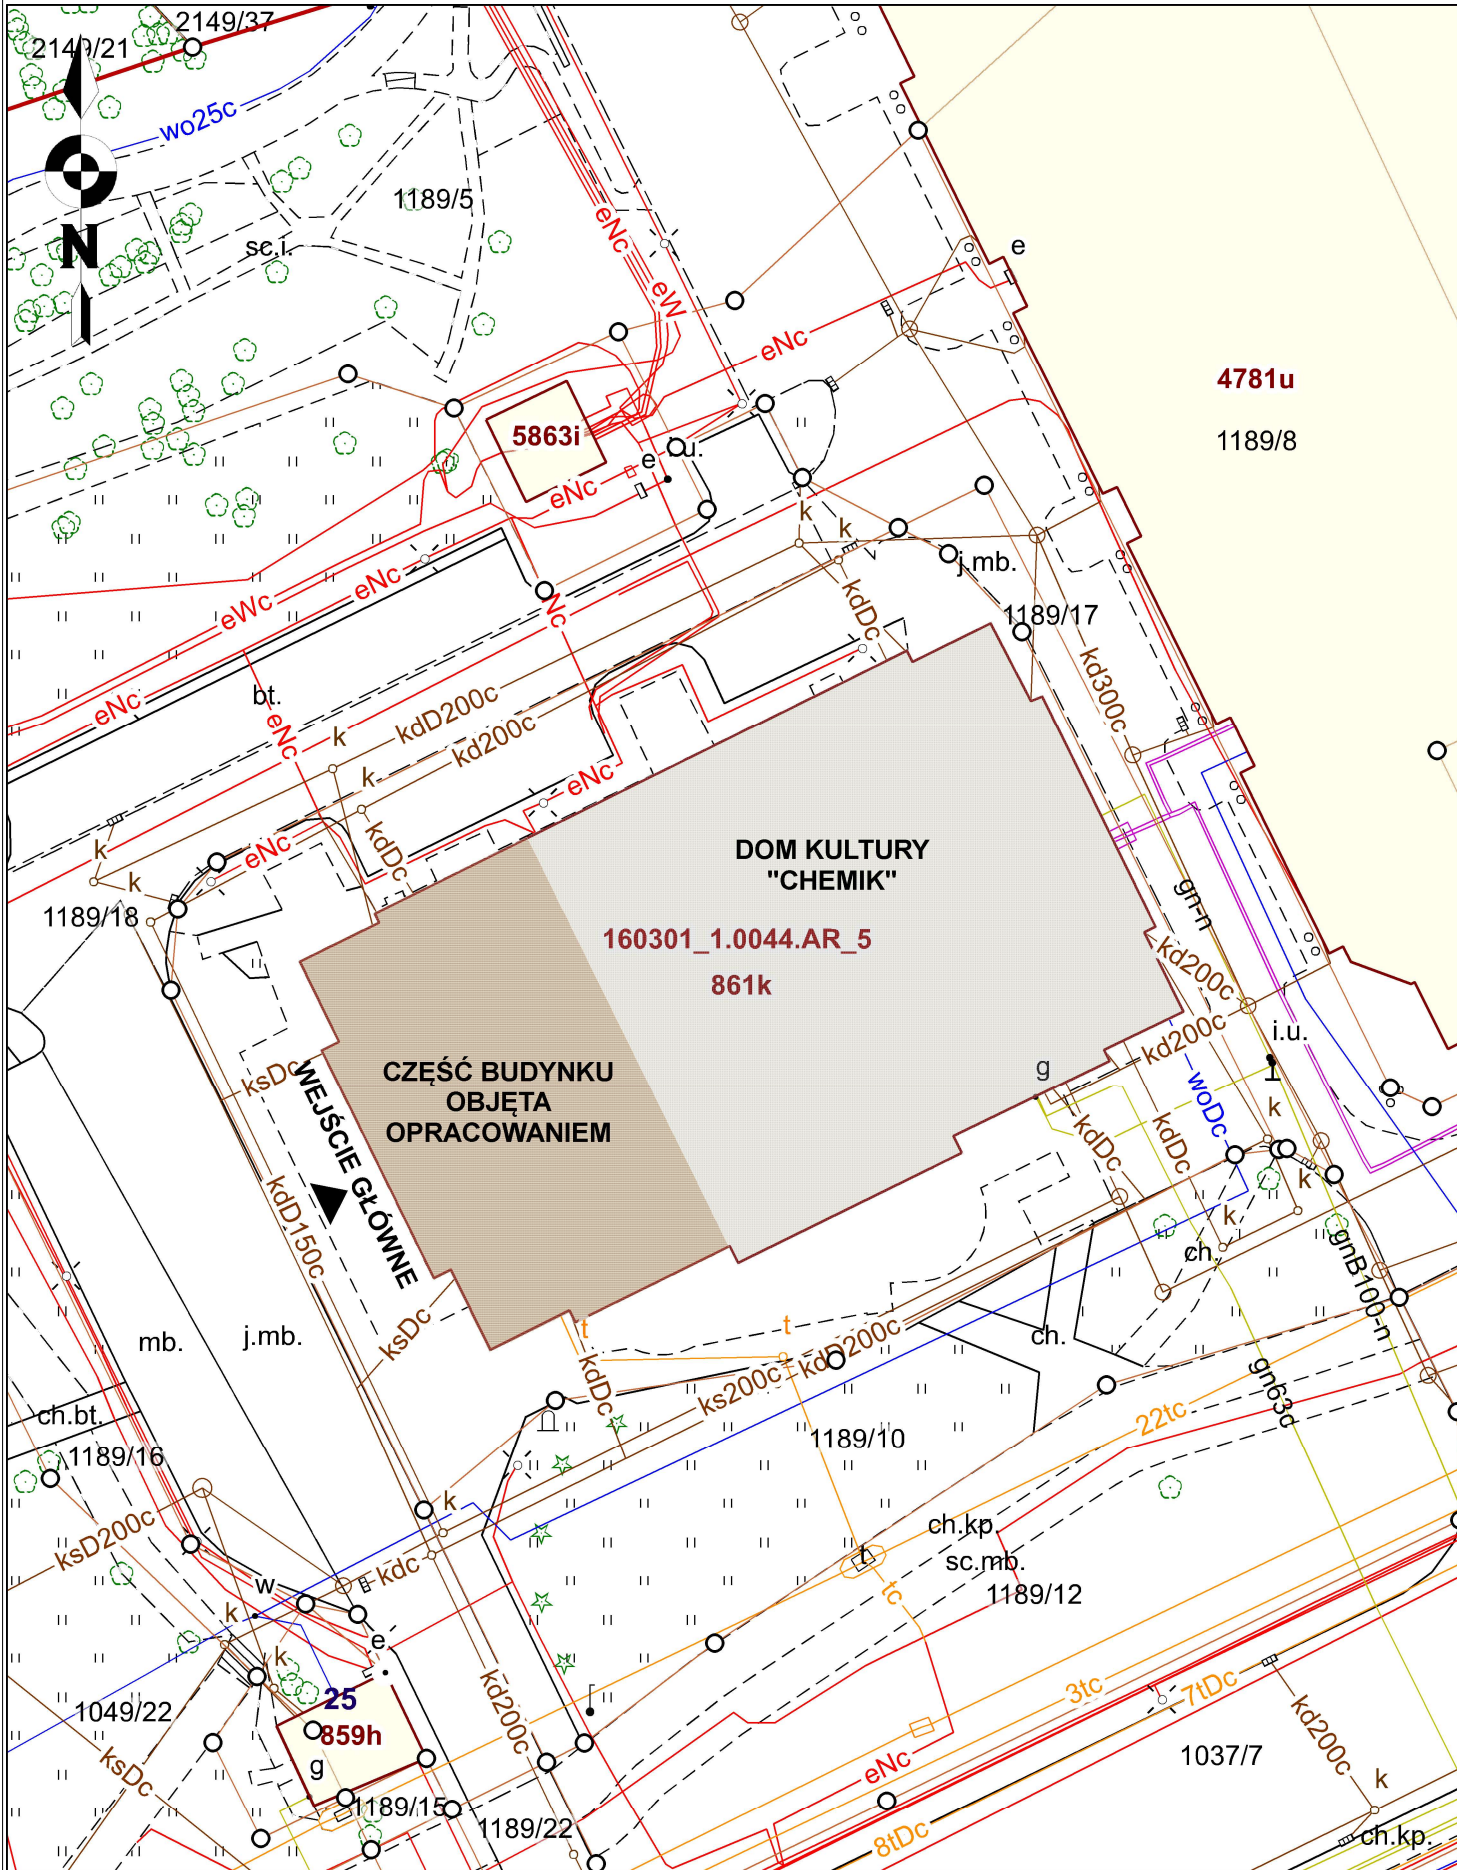 2149/37
2149/21
wo25c
1189/5
sc.i.
N
eNc
eW
eNc
e
4781u
1189/8
5863i
e
u.
eNc
k
k
j.mb.
1189/17
eNc
eWc
Nc
kdDc
kd300c
eNc
bt.
eNc
k
kdD200c
kd200c
k
eNc
kdDc
eNc
k
k
1189/18
DOM KULTURY
"CHEMIK"
160301_1.0044.AR_5
861k
gn-n
kd200c
kd200c
i.u.
g
k
woDc
kdDc
kdDc
k
k
ch.
ksDc
WEJŚCIE GŁÓWNE
CZĘŚĆ BUDYNKU
OBJĘTA
OPRACOWANIEM
kdD150c
ksDc
mb.
j.mb.
t
t
kdDc
ks200c
kdD200c
ch.
gnB100-n
gn63c
22tc
ch.bt.
1189/16
1189/10
k
ksD200c
kdc
w
k
k
e
ch.kp.
sc.mb.
t
tc
1189/12
1049/22
25
859h
g
ksDc
kd200c
1189/15
1189/22
3tc
7tDc
eNc
8tDc
1037/7
kd200c
k
ch.kp.